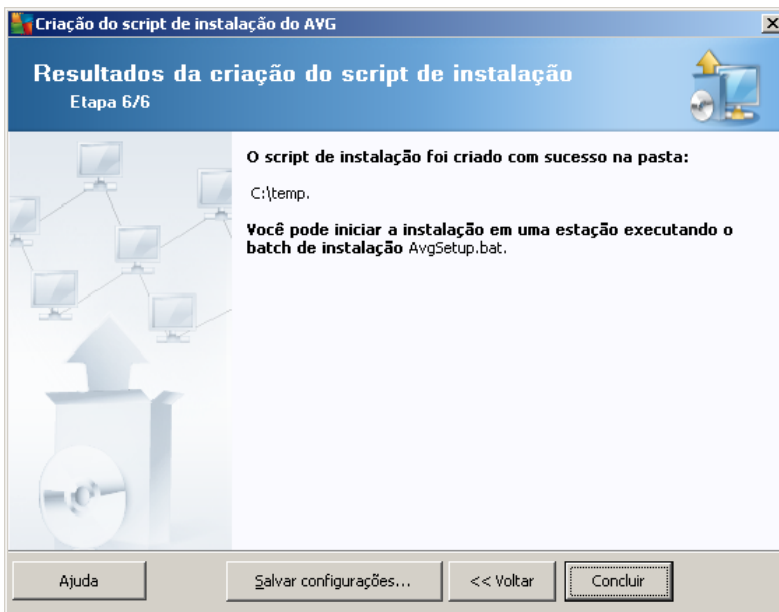 Criação do script de instalação do AVG
Resultados da criação do script de instalação
Etapa 6/6
O script de instalação foi criado com sucesso na pasta:
C:\temp.
Você pode iniciar a instalação em uma estação executando o
batch de instalação AvgSetup.bat.
Ajuda
Salvar configurações...
<< Voltar
Concluir